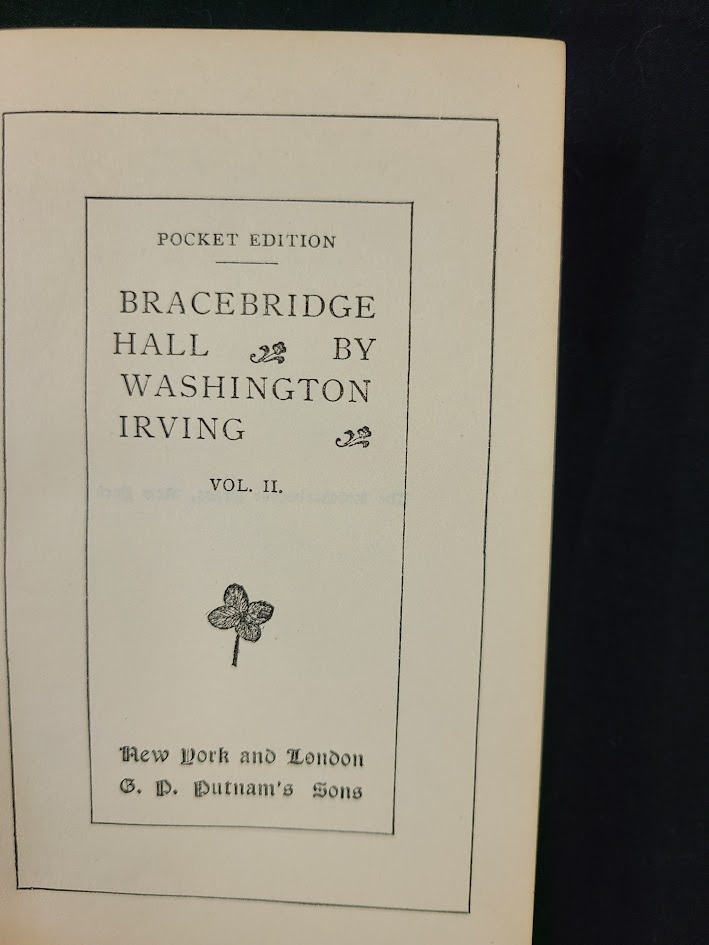 POCKET EDITION
BRACEBRIDGE
HALL BY
WASHINGTON
IRVING
VOL. II.
New York and London
G. P. Putnam's Sons